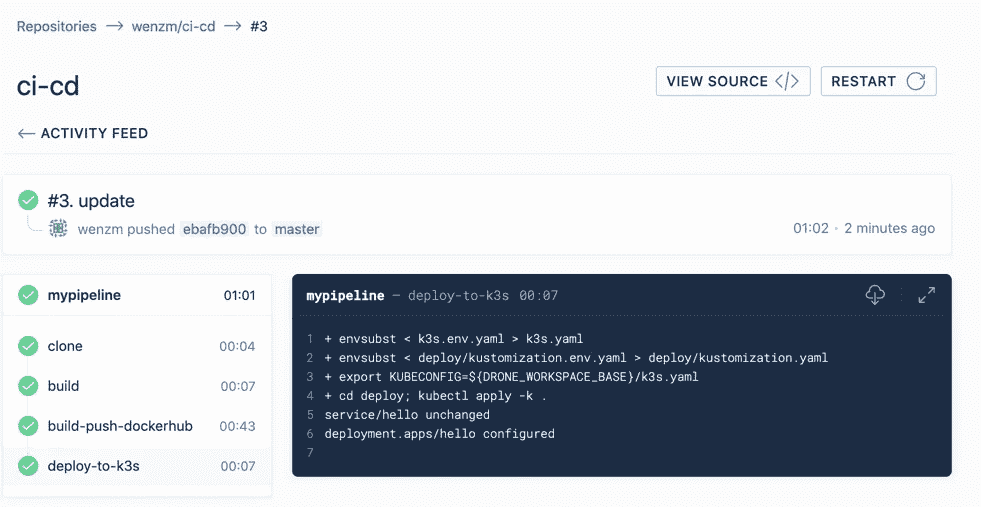 Repositories → wenzm/ci-cd → #3
ci-cd
VIEW SOURCE </>
RESTART
← ACTIVITY FEED
#3. update
wenzm pushed ebafb900 to master
01:02 · 2 minutes ago
mypipeline 01:01
clone 00:04
build 00:07
build-push-dockerhub 00:43
deploy-to-k3s 00:07
mypipeline — deploy-to-k3s 00:07
1 + envsubst < k3s.env.yaml > k3s.yaml
2 + envsubst < deploy/kustomization.env.yaml > deploy/kustomization.yaml
3 + export KUBECONFIG=${DRONE_WORKSPACE_BASE}/k3s.yaml
4 + cd deploy; kubectl apply -k .
5 service/hello unchanged
6 deployment.apps/hello configured
7